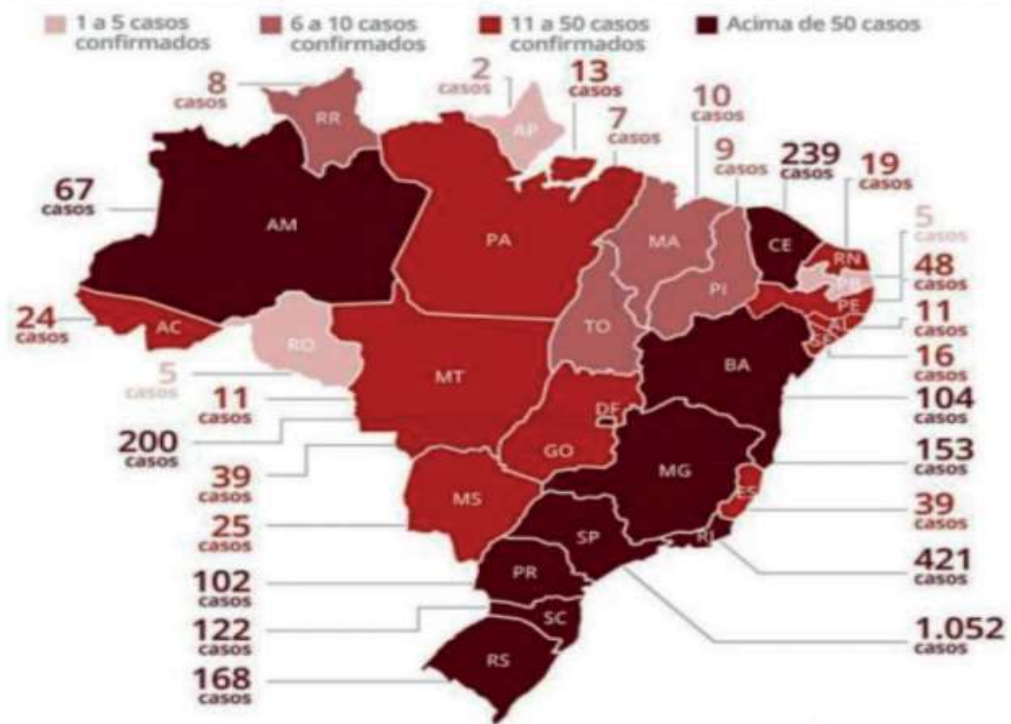 1 a 5 casos
confirmados
6 a 10 casos
confirmados
11 a 50 casos
confirmados
Acima de 50 casos
8
casos
2
casos
13
casos
7
casos
10
casos
9
casos
239
casos
19
casos
5
casos
48
casos
11
casos
16
casos
104
casos
153
casos
39
casos
421
casos
1.052
casos
67
casos
24
casos
5
casos
11
casos
200
casos
39
casos
25
casos
102
casos
122
casos
168
casos
RR
AP
AM
PA
MA
CE
RN
PB
PI
PE
AL
SE
AC
RO
TO
BA
MT
DF
GO
MG
ES
MS
SP
RJ
PR
SC
RS